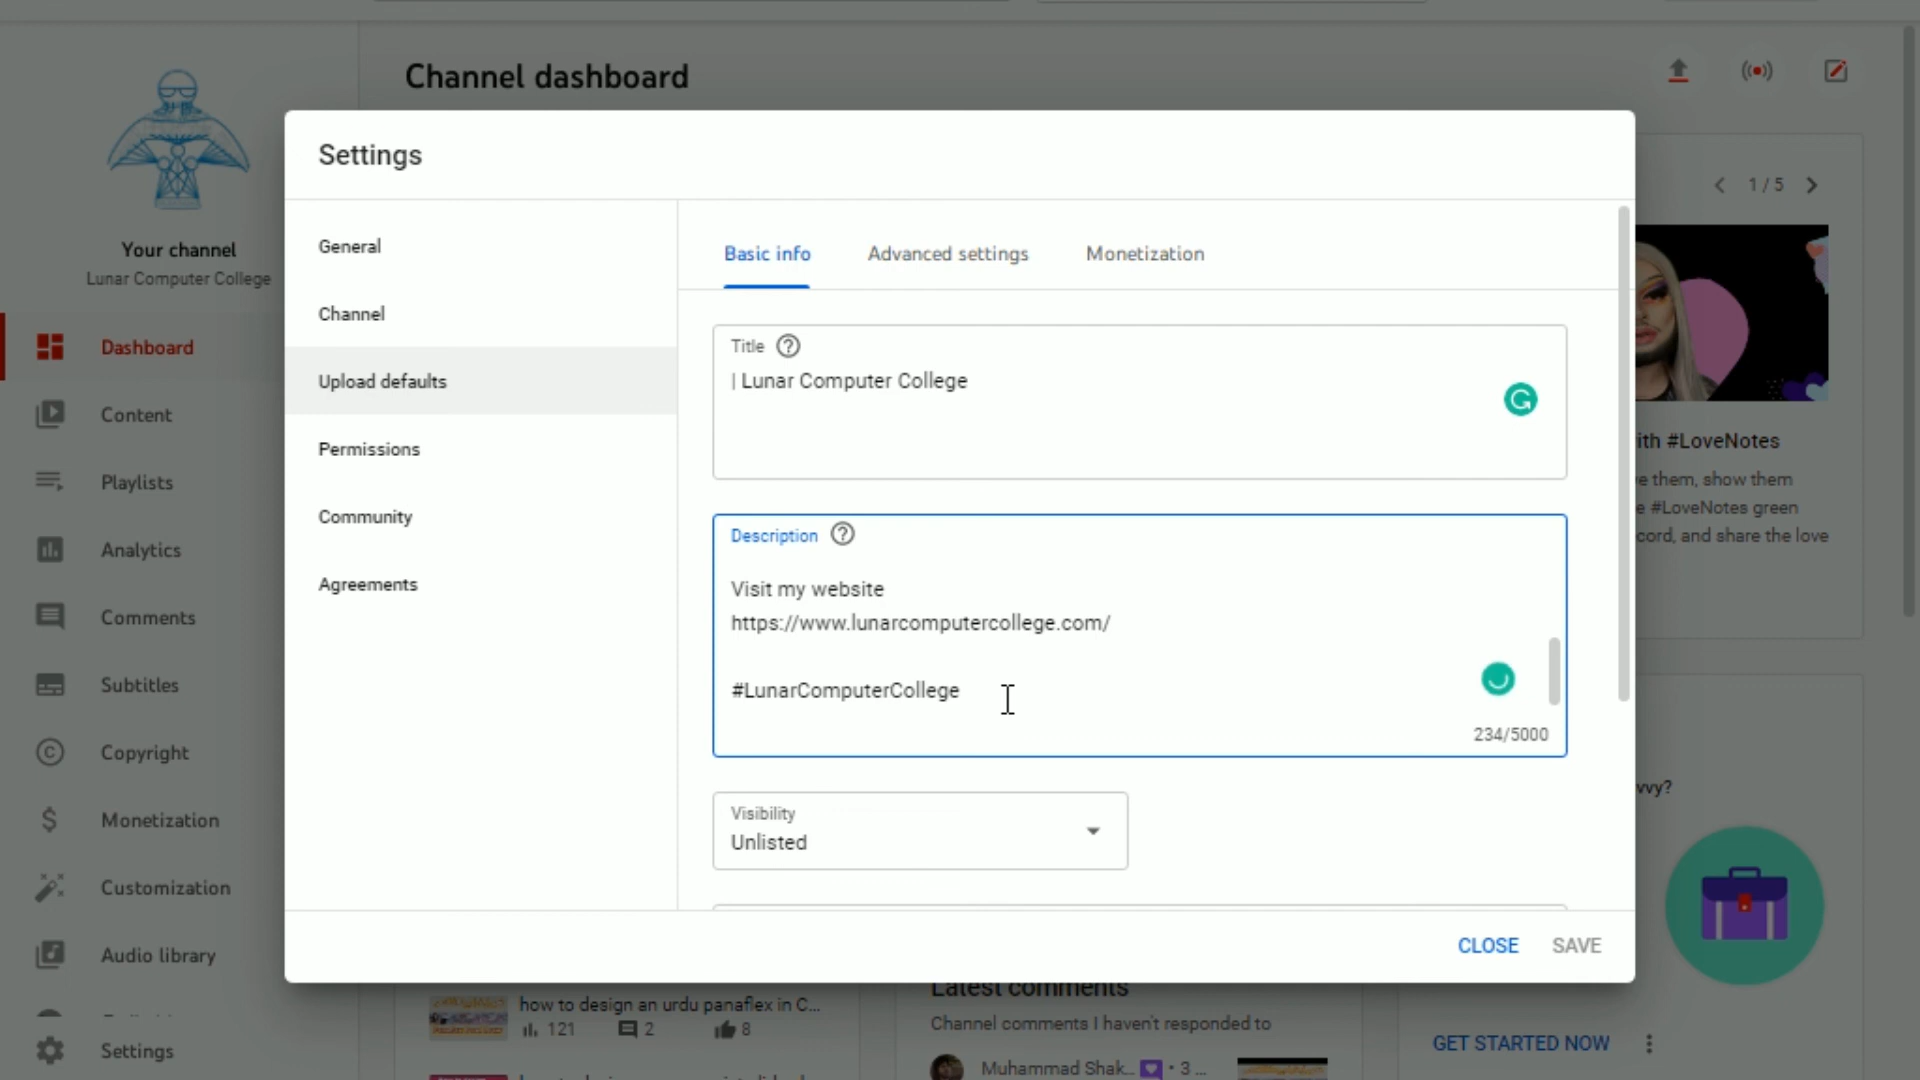 Channel dashboard
Your channel
Lunar Computer College
Dashboard
Content
Playlists
Analytics
Comments
Subtitles
Copyright
Monetization
Customization
Audio library
Settings
Settings
General
Channel
Upload defaults
Permissions
Community
Agreements
Basic info
Advanced settings
Monetization
Title
| Lunar Computer College
Description
Visit my website
https://www.lunarcomputercollege.com/
#LunarComputerCollege
234/5000
Visibility
Unlisted
CLOSE
SAVE
1 / 5
#LoveNotes
them, show them
#LoveNotes green
and share the love
GET STARTED NOW
how to design an urdu panaflex in C...
121
2
8
Latest comments
Channel comments I haven't responded to
Muhammad Shak... • 3 ...